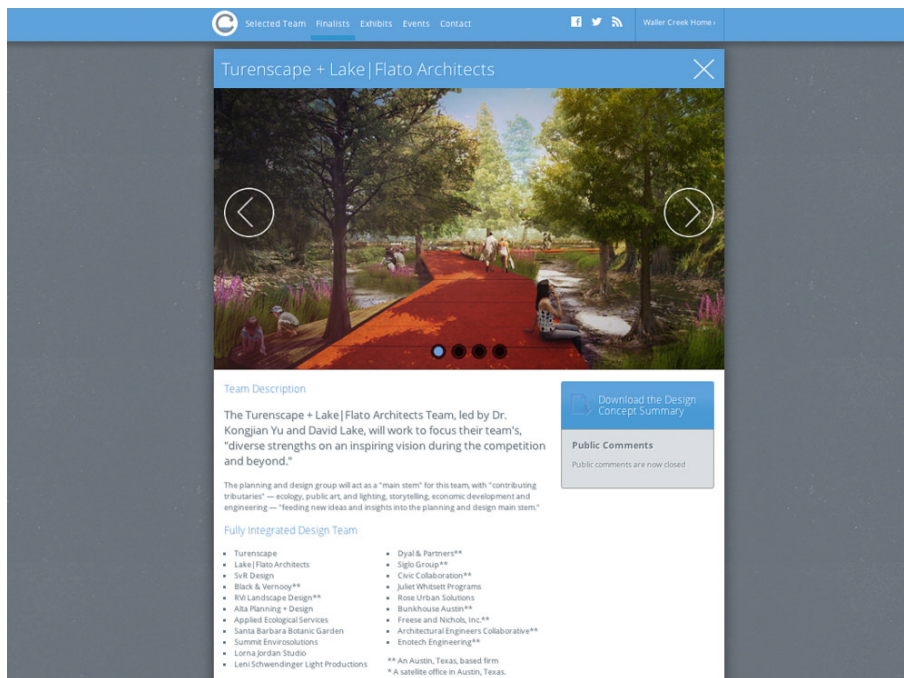 Selected Team Finalists Exhibits Events Contact Waller Creek Home ›
Turenscape + Lake|Flato Architects
Team Description
The Turenscape + Lake|Flato Architects Team, led by Dr.
Kongjian Yu and David Lake, will work to focus their team's,
"diverse strengths on an inspiring vision during the competition
and beyond."
The planning and design group will act as a "main stem" for this team, with "contributing
tributaries" — ecology, public art, and lighting, storytelling, economic development and
engineering — "feeding new ideas and insights into the planning and design main stem."
Download the Design
Concept Summary
Public Comments
Public comments are now closed
Fully Integrated Design Team
Turenscape
Lake|Flato Architects
SvR Design
Black & Vernooy**
RVi Landscape Design**
Alta Planning + Design
Applied Ecological Services
Santa Barbara Botanic Garden
Summit Envirosolutions
Lorna Jordan Studio
Leni Schwendinger Light Productions
Dyal & Partners**
Siglo Group**
Civic Collaboration**
Juliet Whitsett Programs
Rose Urban Solutions
Bunkhouse Austin**
Freese and Nichols, Inc.**
Architectural Engineers Collaborative**
Enotech Engineering**
** An Austin, Texas, based firm
* A satellite office in Austin, Texas.